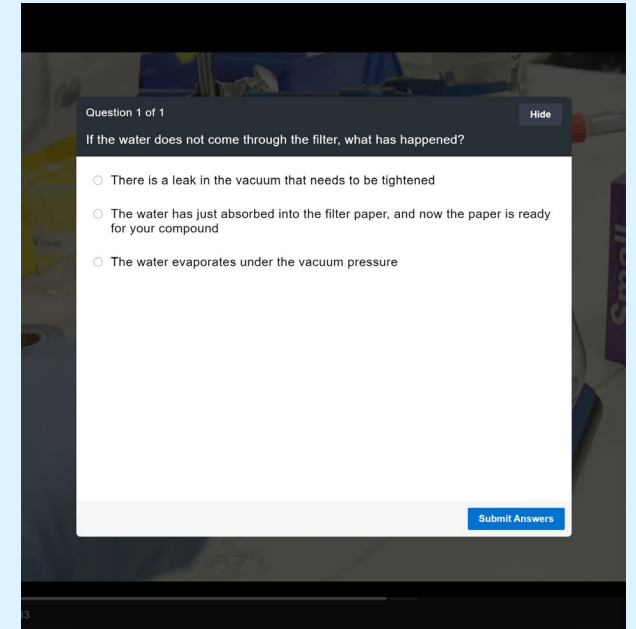 Question 1 of 1
Hide
If the water does not come through the filter, what has happened?
There is a leak in the vacuum that needs to be tightened
The water has just absorbed into the filter paper, and now the paper is ready
for your compound
The water evaporates under the vacuum pressure
Small
Submit Answers